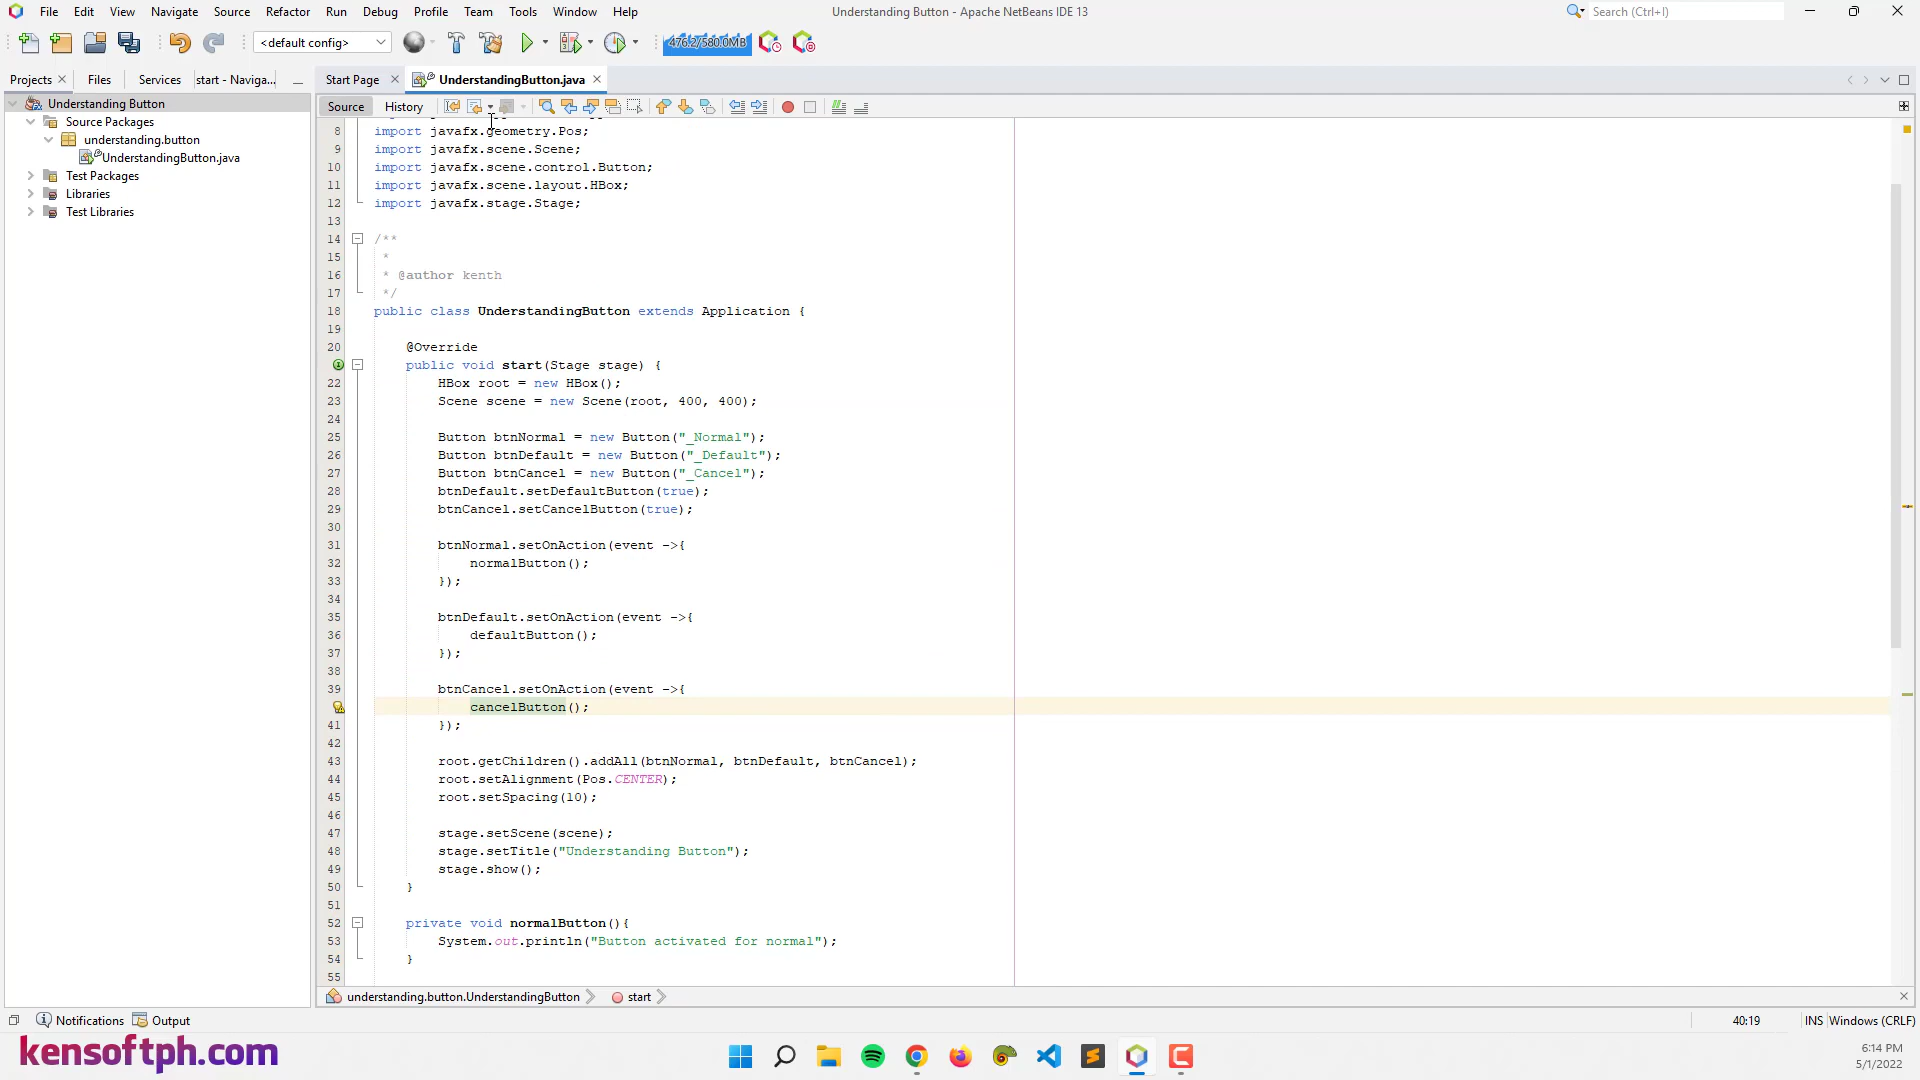 File Edit View Navigate Source Refactor Run Debug Profile Team Tools Window Help
Understanding Button - Apache NetBeans IDE 13
Search (Ctrl+I)
<default config>
476.2/580.0MB
Projects Files Services start - Naviga...
Start Page UnderstandingButton.java
Source History
Understanding Button
Source Packages
understanding.button
UnderstandingButton.java
Test Packages
Libraries
Test Libraries
8 import javafx.geometry.Pos;
9 import javafx.scene.Scene;
10 import javafx.scene.control.Button;
11 import javafx.scene.layout.HBox;
12 import javafx.stage.Stage;
13
14 /**
15 *
16 * @author kenth
17 */
18 public class UnderstandingButton extends Application {
19
20 @Override
public void start(Stage stage) {
22 HBox root = new HBox();
23 Scene scene = new Scene(root, 400, 400);
24
25 Button btnNormal = new Button("_Normal");
26 Button btnDefault = new Button("_Default");
27 Button btnCancel = new Button("_Cancel");
28 btnDefault.setDefaultButton(true);
29 btnCancel.setCancelButton(true);
30
31 btnNormal.setOnAction(event ->{
32 normalButton();
33 });
34
35 btnDefault.setOnAction(event ->{
36 defaultButton();
37 });
38
39 btnCancel.setOnAction(event ->{
cancelButton();
41 });
42
43 root.getChildren().addAll(btnNormal, btnDefault, btnCancel);
44 root.setAlignment(Pos.CENTER);
45 root.setSpacing(10);
46
47 stage.setScene(scene);
48 stage.setTitle("Understanding Button");
49 stage.show();
50 }
51
52 private void normalButton(){
53 System.out.println("Button activated for normal");
54 }
55
understanding.button.UnderstandingButton start
Notifications Output
40:19 INS Windows (CRLF)
kensoftph.com
6:14 PM
5/1/2022